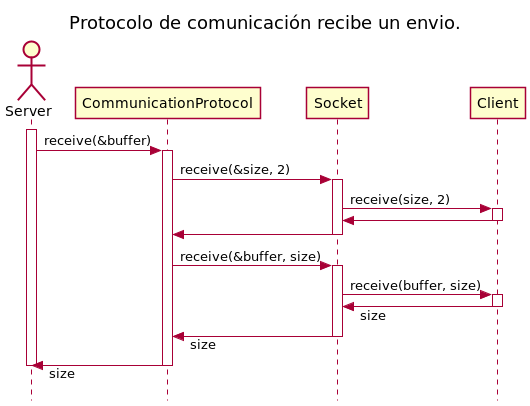 Protocolo de comunicación recibe un envio.
Server
CommunicationProtocol
Socket
Client
receive(&buffer)
receive(&size, 2)
receive(size, 2)
receive(&buffer, size)
receive(buffer, size)
size
size
size